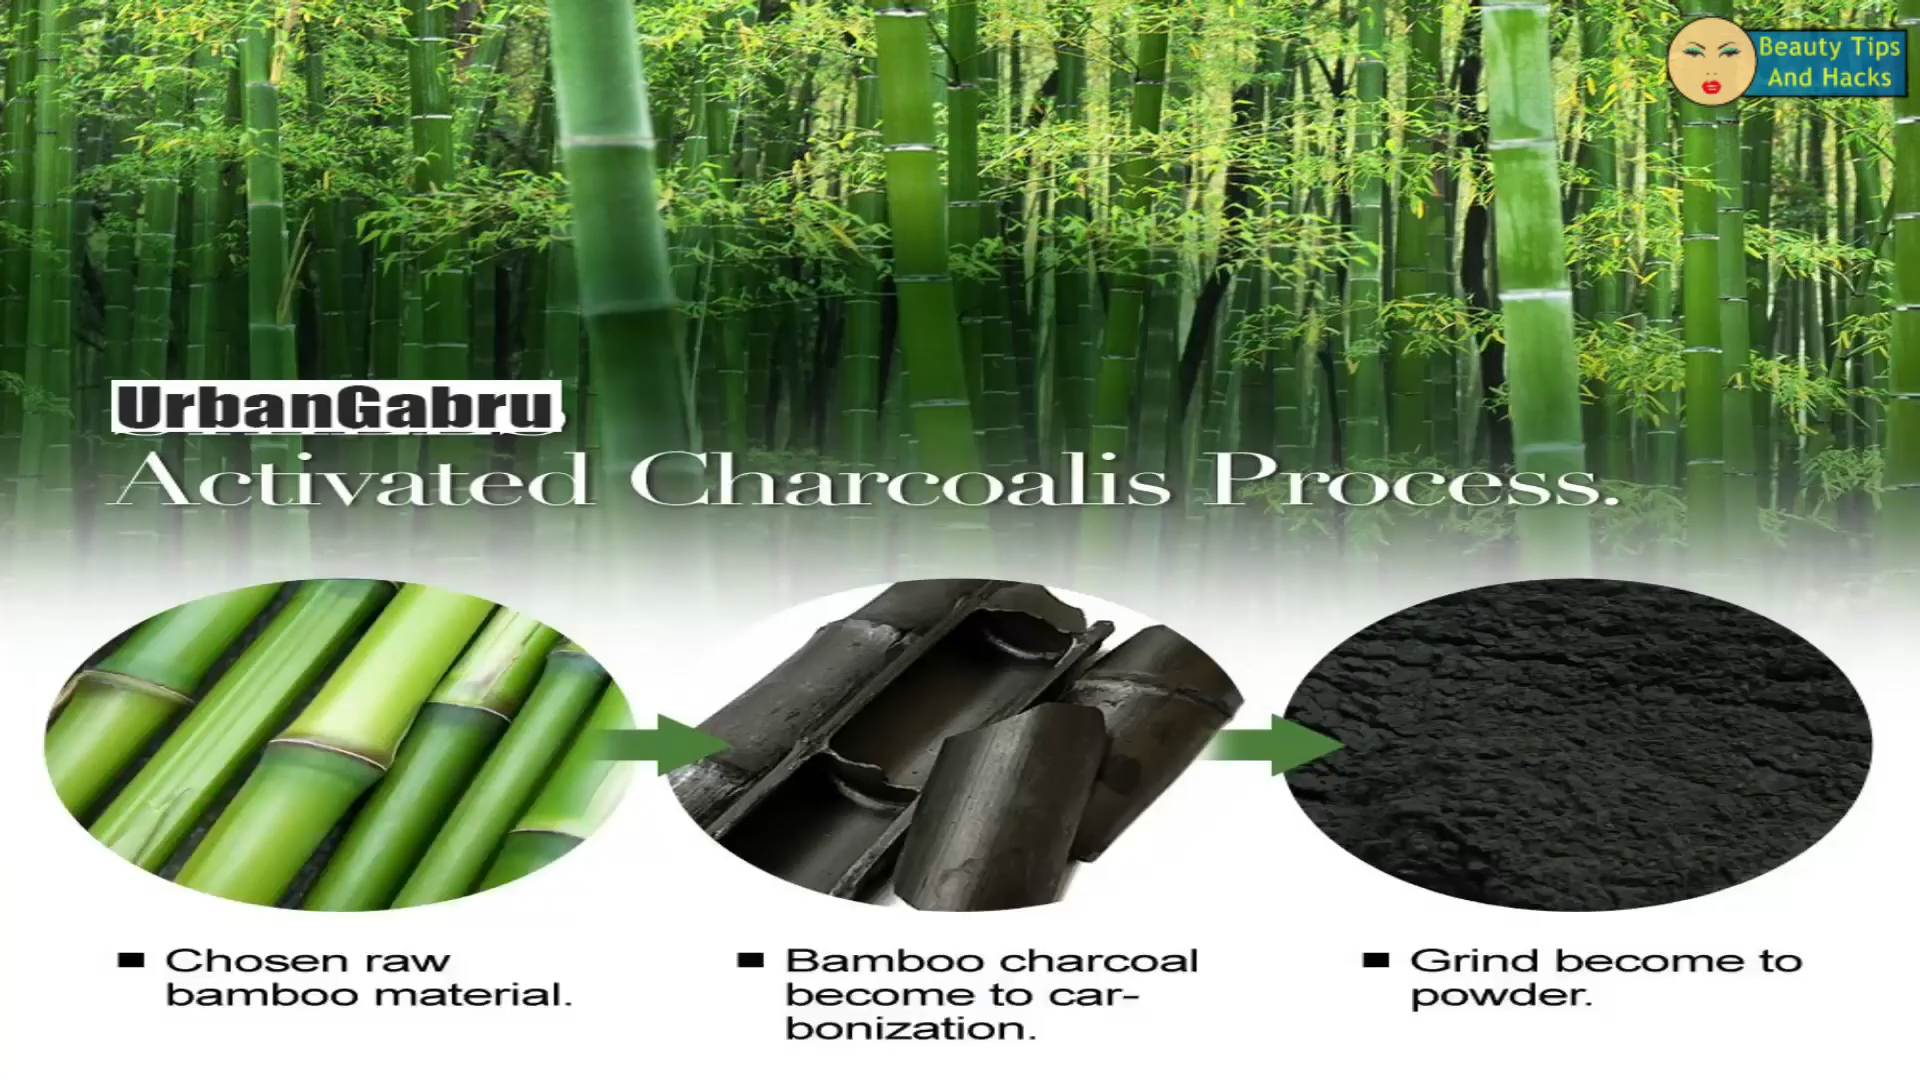 Beauty Tips
And Hacks
UrbanGabru
Activated Charcoalis Process.
■ Chosen raw
bamboo material.
■ Bamboo charcoal
become to car-
bonization.
■ Grind become to
powder.